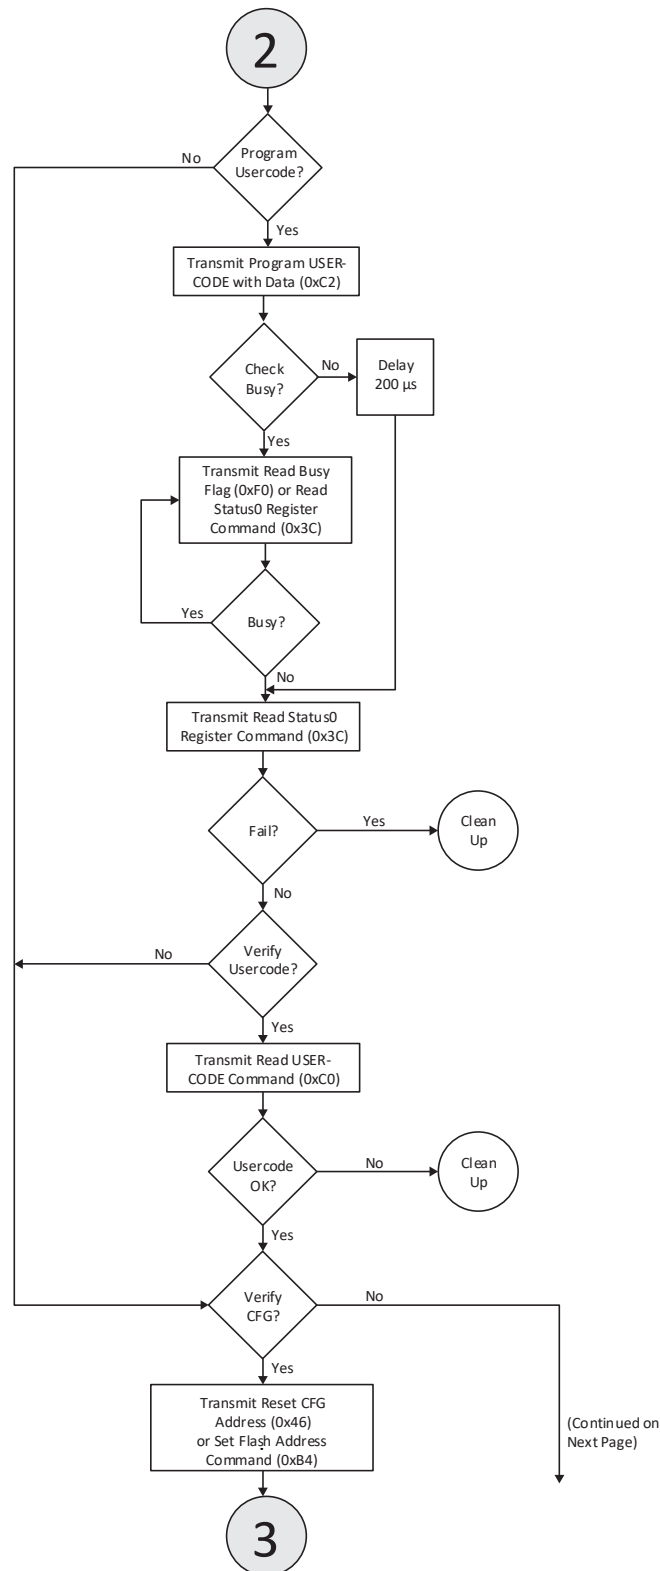 2
Program
Usercode?
No
Yes
Transmit Program USER-
CODE with Data (0xC2)
Check
Busy?
No
Delay
200 µs
Yes
Transmit Read Busy
Flag (0xF0) or Read
Status0 Register
Command (0x3C)
Yes
Busy?
No
Transmit Read Status0
Register Command (0x3C)
Fail?
Yes
Clean
Up
No
Verify
Usercode?
No
Yes
Transmit Read USER-
CODE Command (0xC0)
Usercode
OK?
No
Clean
Up
Yes
Verify
CFG?
No
Yes
Transmit Reset CFG
Address (0x46)
or Set Flash Address
Command (0xB4)
(Continued on
Next Page)
3